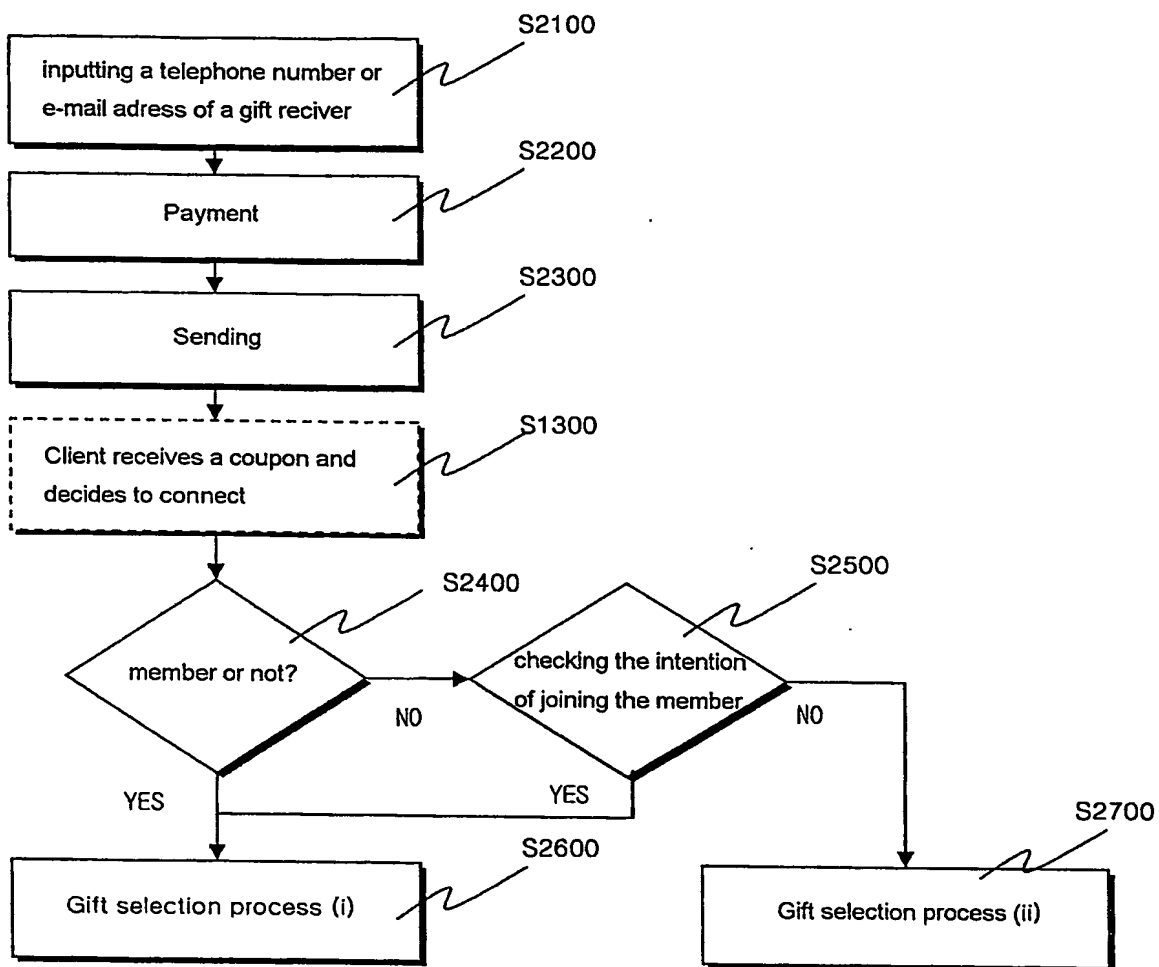 S2100
inputting a telephone number or
e-mail adress of a gift reciver
S2200
Payment
S2300
Sending
S1300
Client receives a coupon and
decides to connect
S2400
S2500
member or not?
checking the intention
of joining the member
NO
NO
YES
YES
S2600
S2700
Gift selection process (i)
Gift selection process (ii)